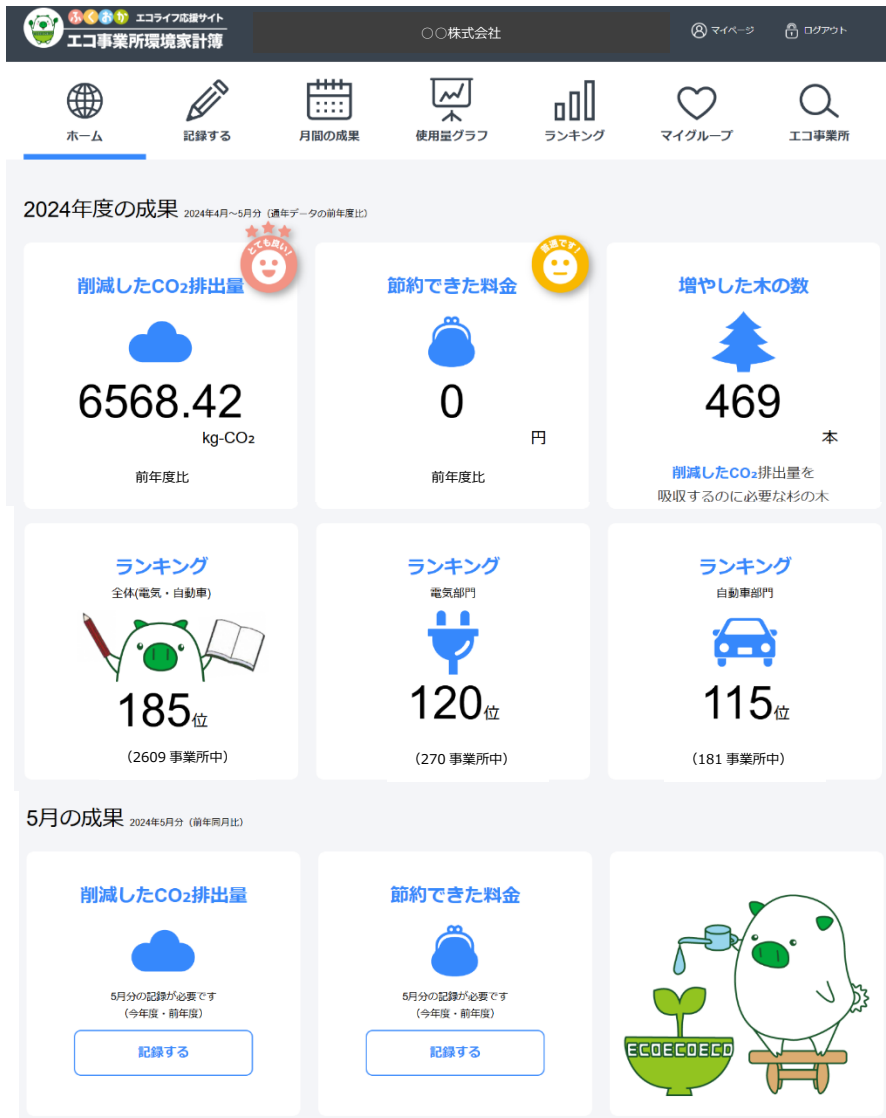 ふくおか エコライフ応援サイト
エコ事業所環境家計簿
○○株式会社
マイページ
ログアウト
ホーム
記録する
月間の成果
使用量グラフ
ランキング
マイグループ
エコ事業所
2024年度の成果 2024年4月～5月分（通年データの前年度比）
とても良い!
削減したCO₂排出量
6568.42
kg-CO₂
前年度比
普通です!
節約できた料金
0
円
前年度比
増やした木の数
469
本
削減したCO₂排出量を
吸収するのに必要な杉の木
ランキング
全体(電気・自動車)
185位
（2609 事業所中）
ランキング
電気部門
120位
（270 事業所中）
ランキング
自動車部門
115位
（181 事業所中）
5月の成果 2024年5月分（前年同月比）
削減したCO₂排出量
5月分の記録が必要です
（今年度・前年度）
記録する
節約できた料金
5月分の記録が必要です
（今年度・前年度）
記録する
ECOECOECO